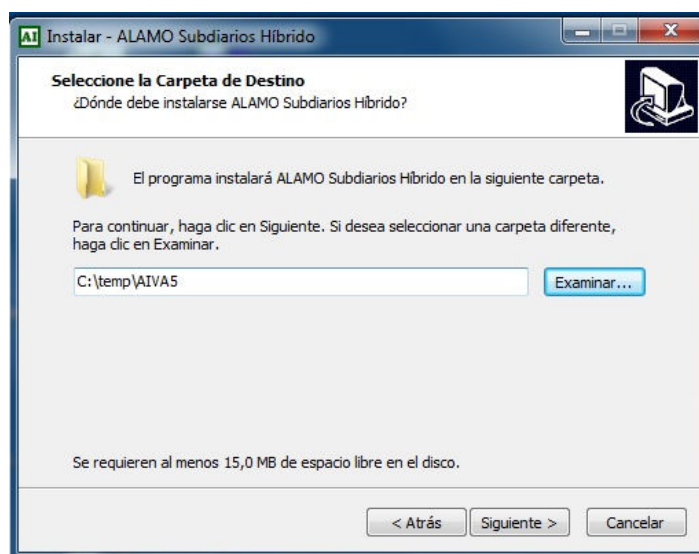 AI Instalar - ALAMO Subdiarios Híbrido
Seleccione la Carpeta de Destino
¿Dónde debe instalarse ALAMO Subdiarios Híbrido?
El programa instalará ALAMO Subdiarios Híbrido en la siguiente carpeta.
Para continuar, haga clic en Siguiente. Si desea seleccionar una carpeta diferente,
haga clic en Examinar.
C:\temp\AIVA5 Examinar...
Se requieren al menos 15,0 MB de espacio libre en el disco.
< Atrás Siguiente > Cancelar